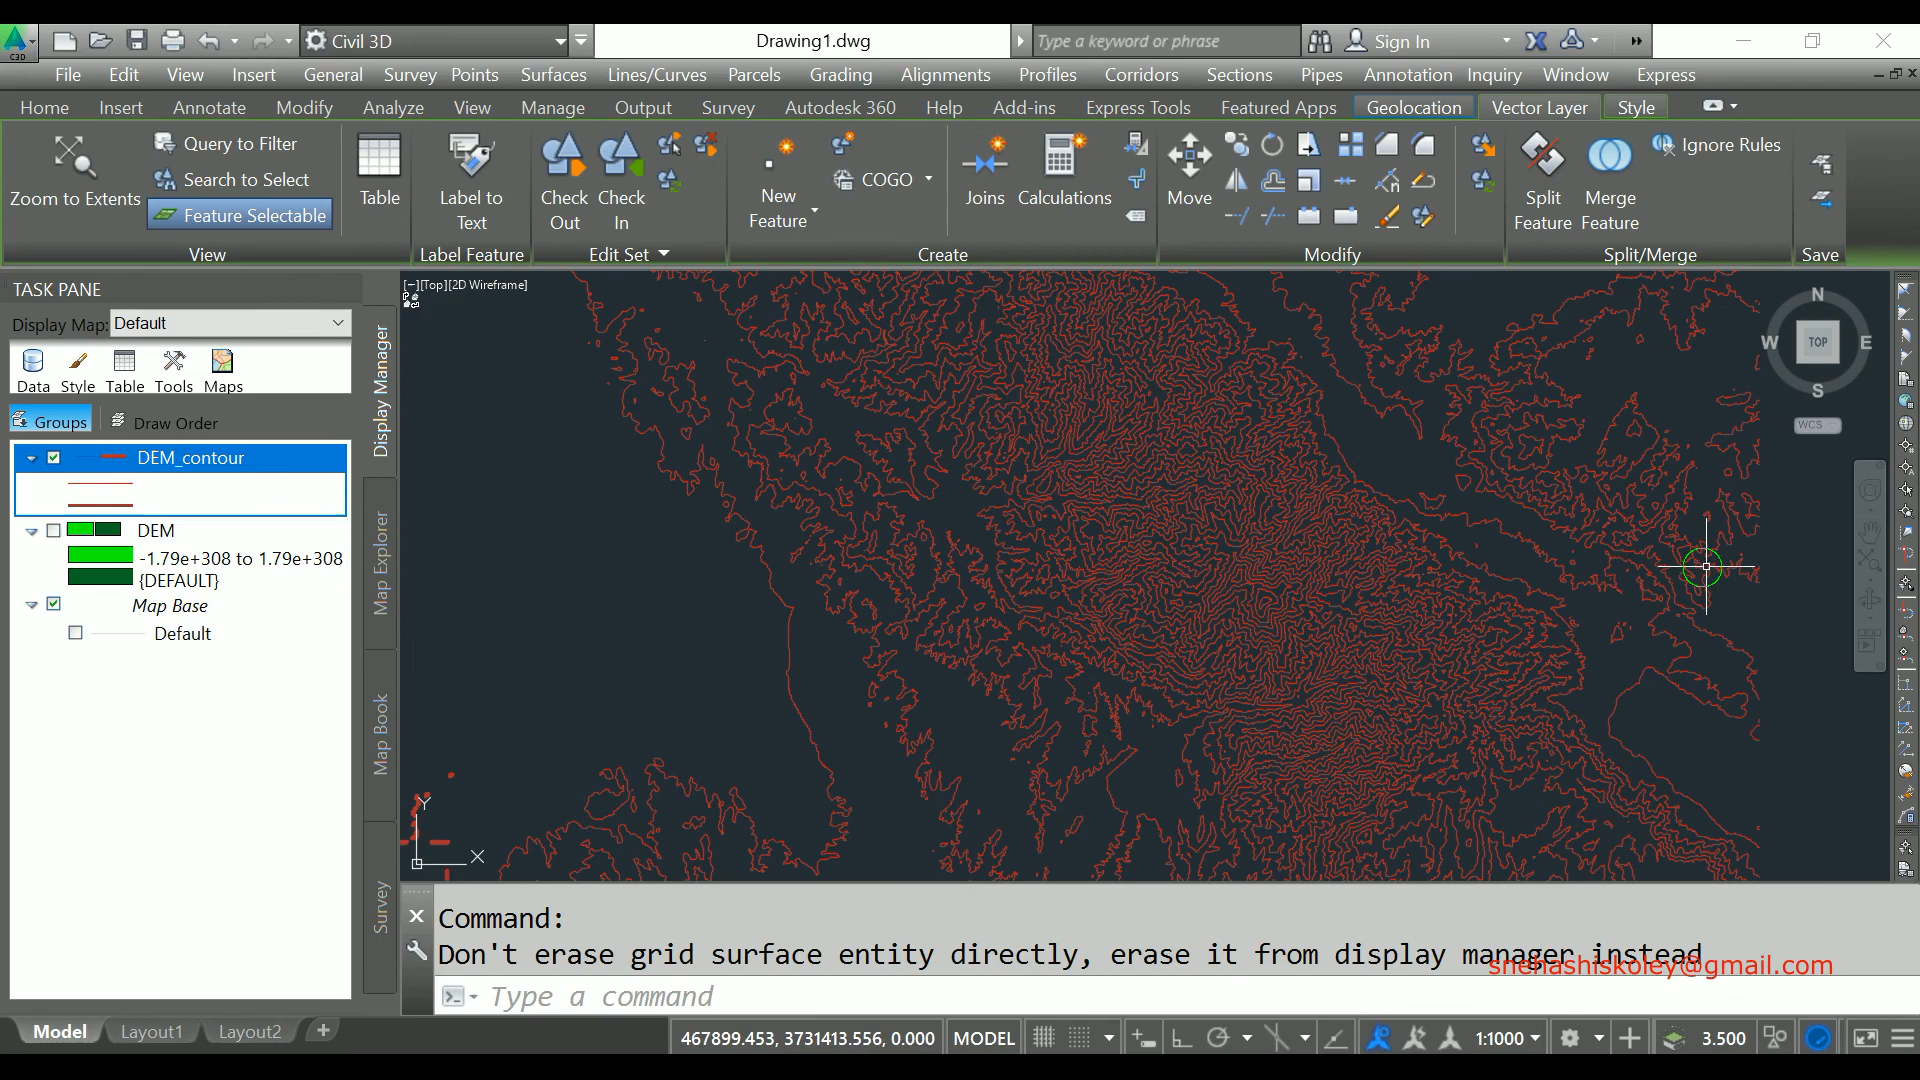 C3D
Civil 3D
Drawing1.dwg
Type a keyword or phrase
Sign In
File Edit View Insert General Survey Points Surfaces Lines/Curves Parcels Grading Alignments Profiles Corridors Sections Pipes Annotation Inquiry Window Express
Home Insert Annotate Modify Analyze View Manage Output Survey Autodesk 360 Help Add-ins Express Tools Featured Apps Geolocation Vector Layer Style
Zoom to Extents
Query to Filter
Search to Select
Feature Selectable
View
Table
Label to
Text
Label Feature
Check
Out
Check
In
Edit Set
New
Feature
COGO
Create
Joins
Calculations
Move
Modify
Split
Feature
Merge
Feature
Ignore Rules
Split/Merge
Save
TASK PANE
Display Map: Default
Data Style Table Tools Maps
Groups
Draw Order
DEM_contour
DEM
-1.79e+308 to 1.79e+308
{DEFAULT}
Map Base
Default
Display Manager
Map Explorer
Map Book
Survey
[−][Top][2D Wireframe]
N
W TOP E
S
WCS
Y
X
Command:
Don't erase grid surface entity directly, erase it from display manager instead
snehashiskoley@gmail.com
Type a command
Model Layout1 Layout2 +
467899.453, 3731413.556, 0.000 MODEL 1:1000 3.500